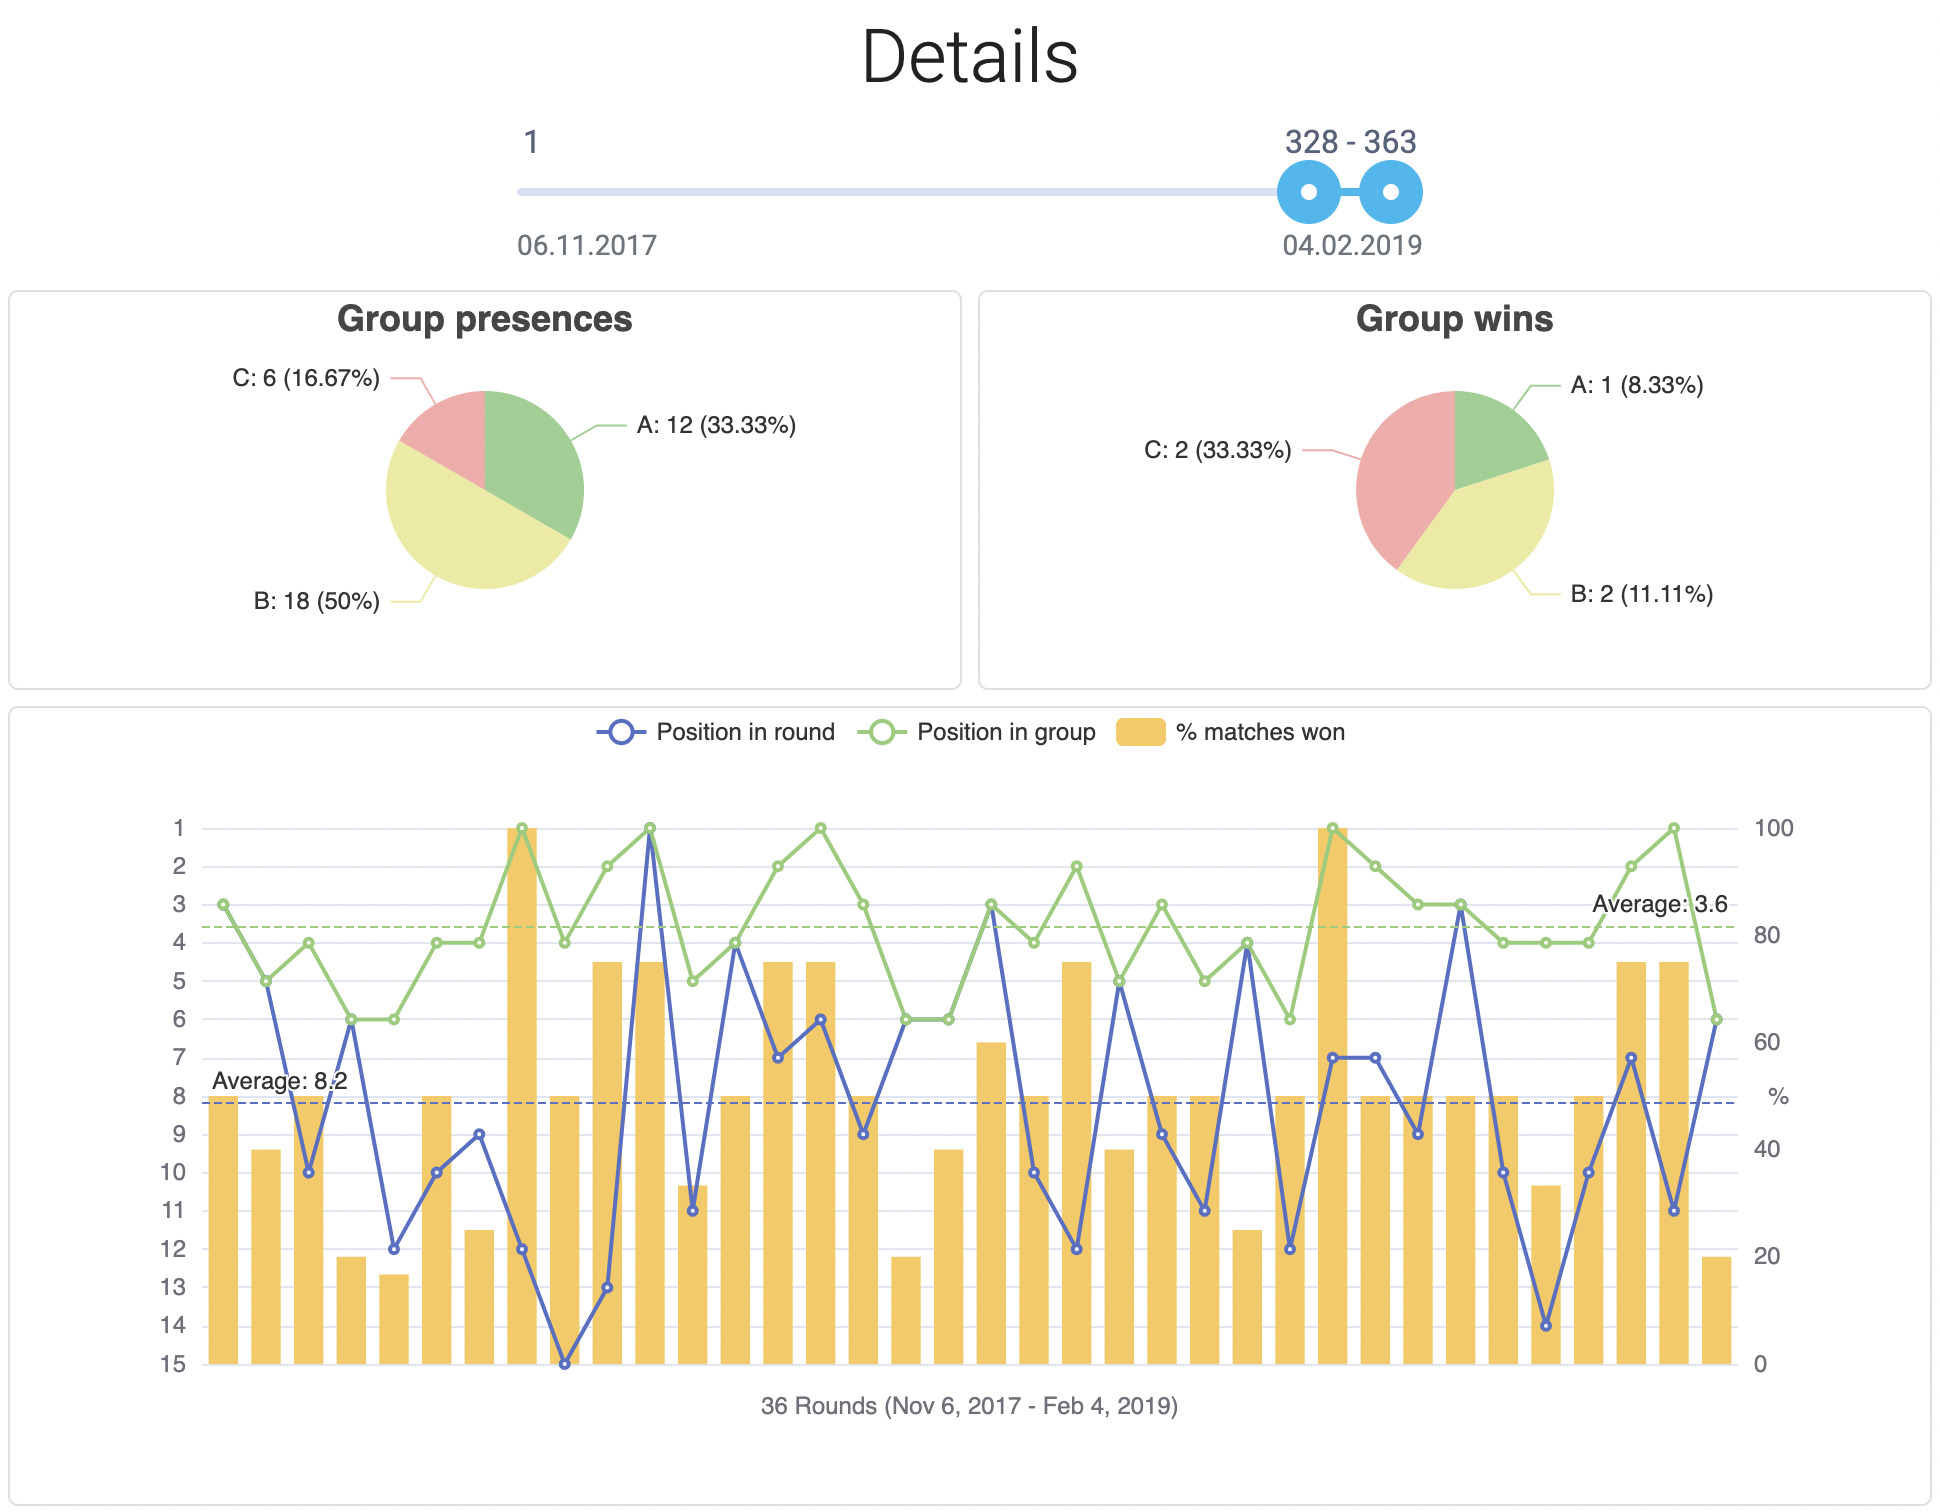 Details
1
328 - 363
06.11.2017
04.02.2019
Group presences
C: 6 (16.67%)
A: 12 (33.33%)
B: 18 (50%)
Group wins
A: 1 (8.33%)
C: 2 (33.33%)
B: 2 (11.11%)
Position in round
Position in group
% matches won
1
2
3
4
5
6
7
8
9
10
11
12
13
14
15
Average: 8.2
Average: 3.6
100
80
60
%
40
20
0
36 Rounds (Nov 6, 2017 - Feb 4, 2019)